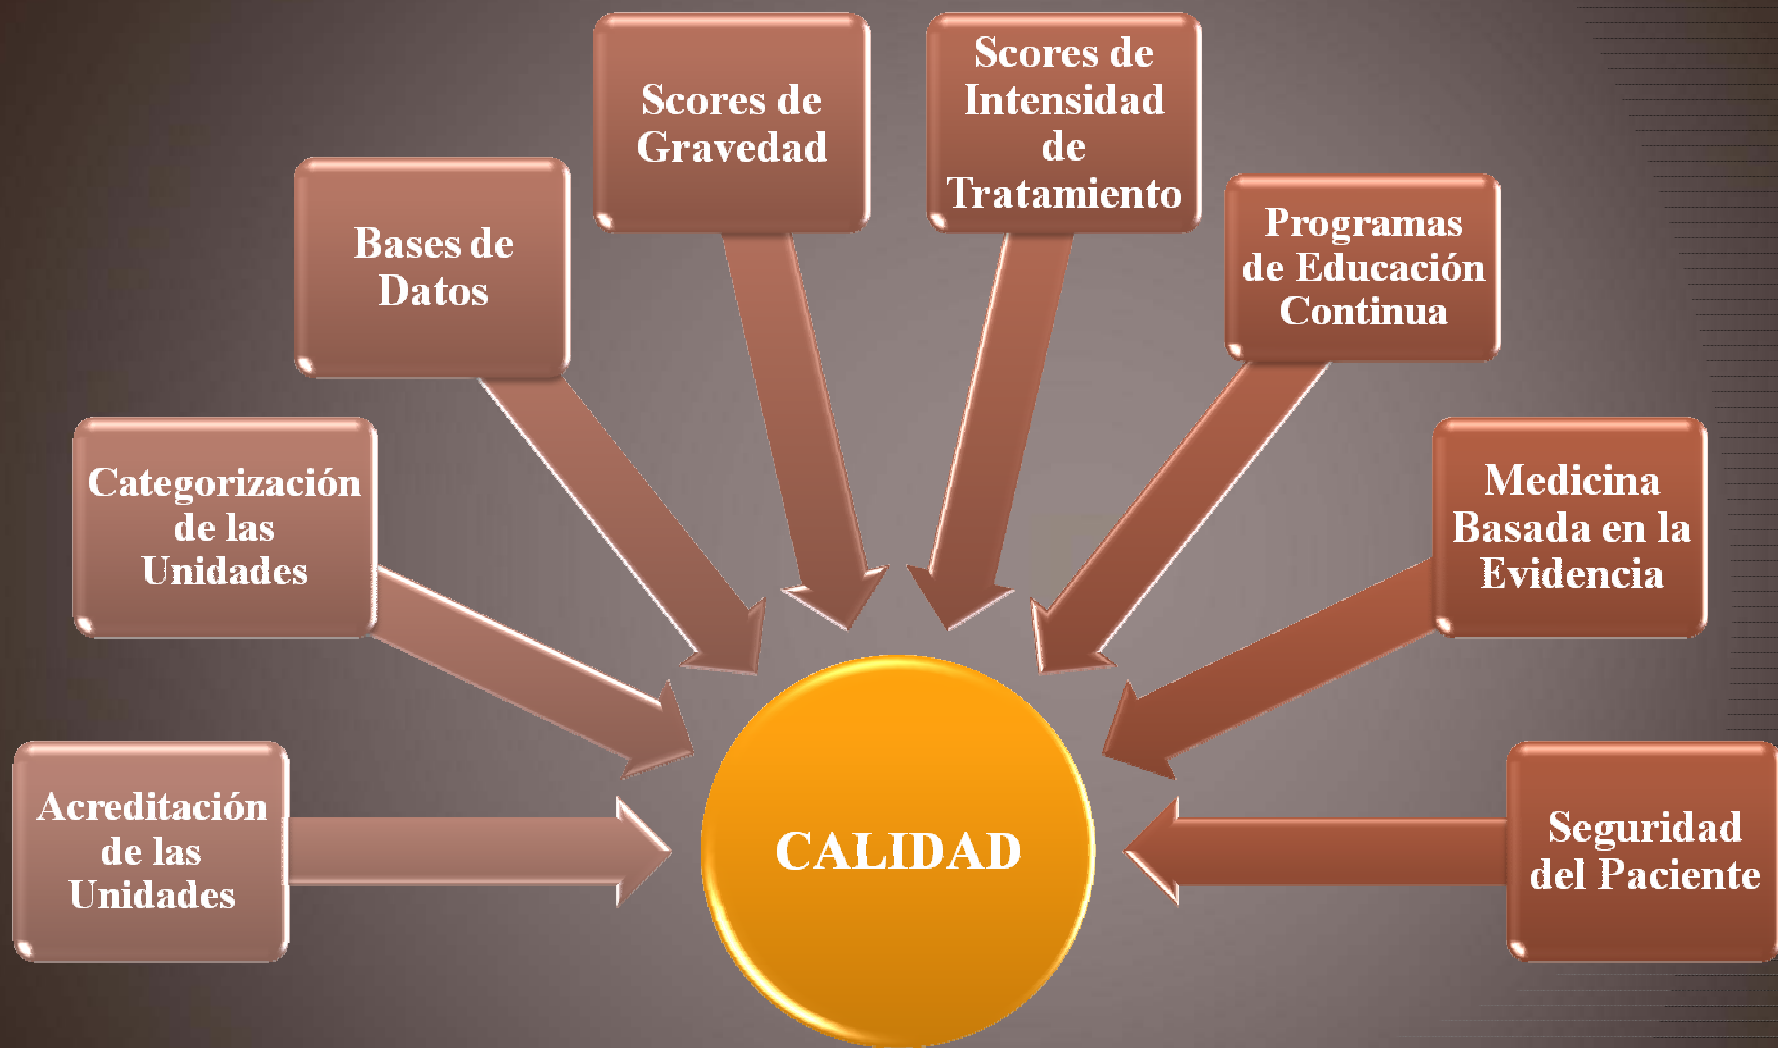 Scores de
Gravedad
Scores de
Intensidad
de
Tratamiento
Bases de
Datos
Programas
de Educación
Continua
Categorización
de las
Unidades
Medicina
Basada en la
Evidencia
Acreditación
de las
Unidades
CALIDAD
Seguridad
del Paciente